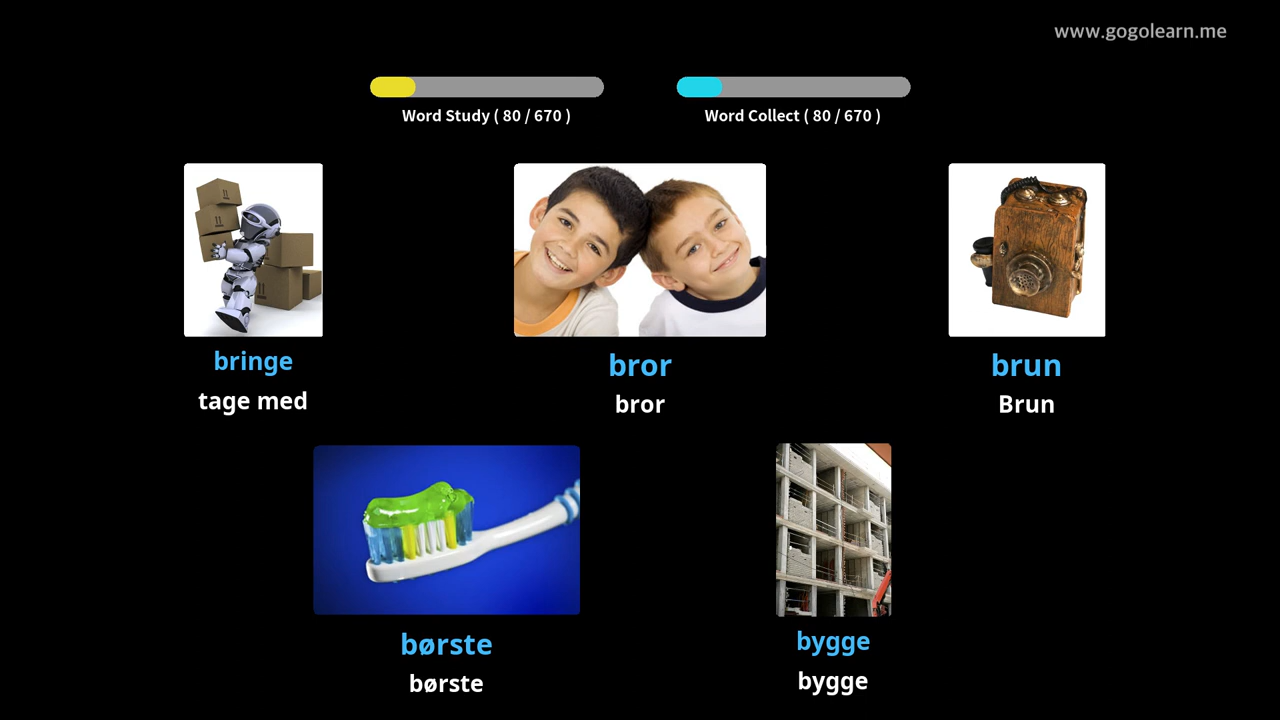 www.gogolearn.me
Word Study ( 80 / 670 )
Word Collect ( 80 / 670 )
bringe
tage med
bror
bror
brun
Brun
børste
børste
bygge
bygge